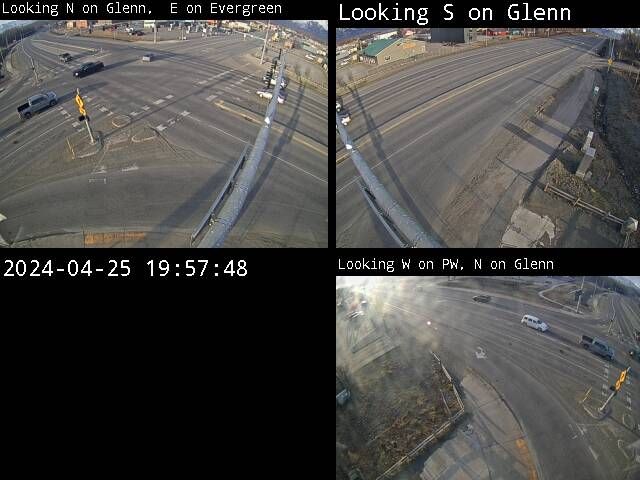 Looking N on Glenn,  E on Evergreen
Looking S on Glenn
2024-04-25 19:57:48
Looking W on PW, N on Glenn